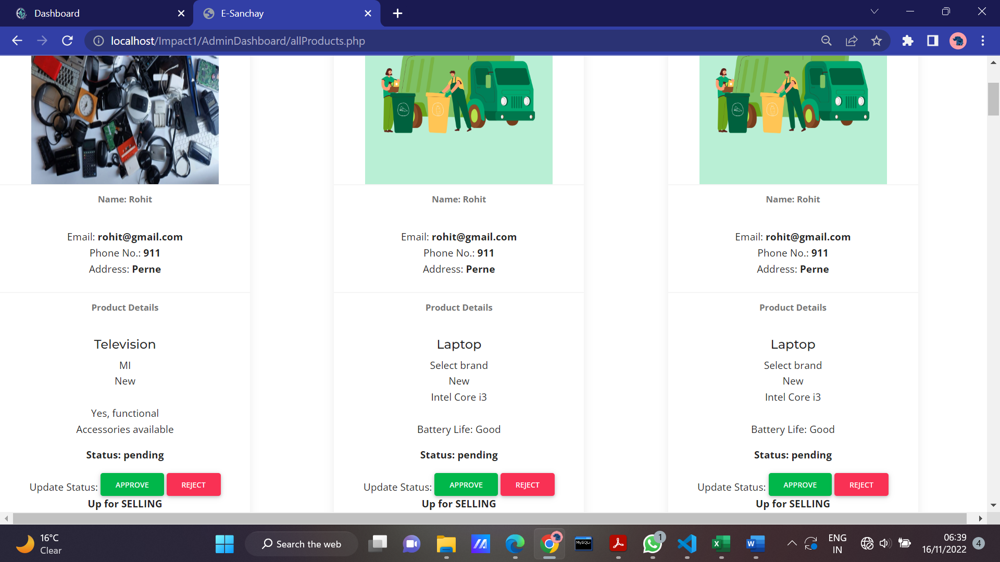 Dashboard
E-Sanchay
localhost/Impact1/AdminDashboard/allProducts.php
Name: Rohit
Email: rohit@gmail.com
Phone No.: 911
Address: Perne
Product Details
Television
MI
New
Yes, functional
Accessories available
Status: pending
Update Status: APPROVE REJECT
Up for SELLING
Name: Rohit
Email: rohit@gmail.com
Phone No.: 911
Address: Perne
Product Details
Laptop
Select brand
New
Intel Core i3
Battery Life: Good
Status: pending
Update Status: APPROVE REJECT
Up for SELLING
Name: Rohit
Email: rohit@gmail.com
Phone No.: 911
Address: Perne
Product Details
Laptop
Select brand
New
Intel Core i3
Battery Life: Good
Status: pending
Update Status: APPROVE REJECT
Up for SELLING
16°C
Clear
Search the web
MySQL>
1
X
W
ENG
IN
06:39
16/11/2022
4